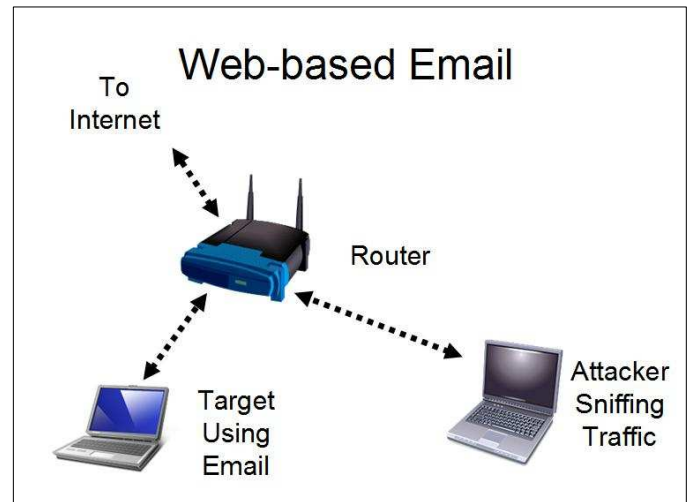 Web-based Email
To
Internet
Router
Target
Using
Email
Attacker
Sniffing
Traffic